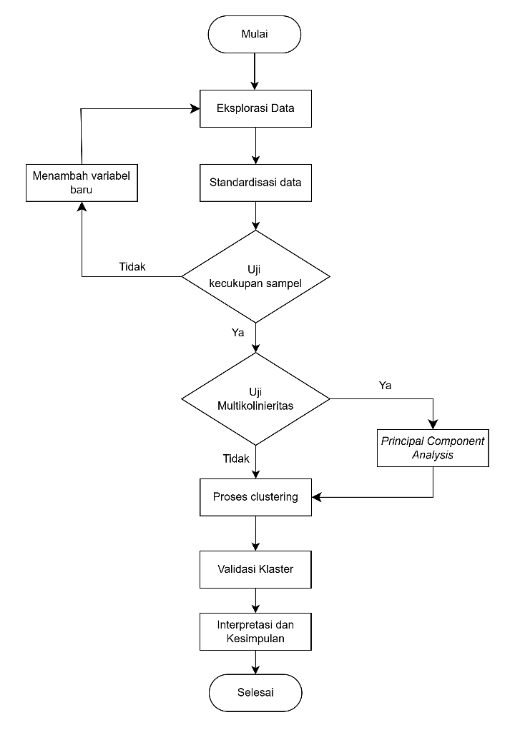 Mulai
Eksplorasi Data
Menambah variabel
baru
Standardisasi data
Tidak
Uji
kecukupan sampel
Ya
Uji
Multikolinieritas
Ya
Principal Component
Analysis
Tidak
Proses clustering
Validasi Klaster
Interpretasi dan
Kesimpulan
Selesai